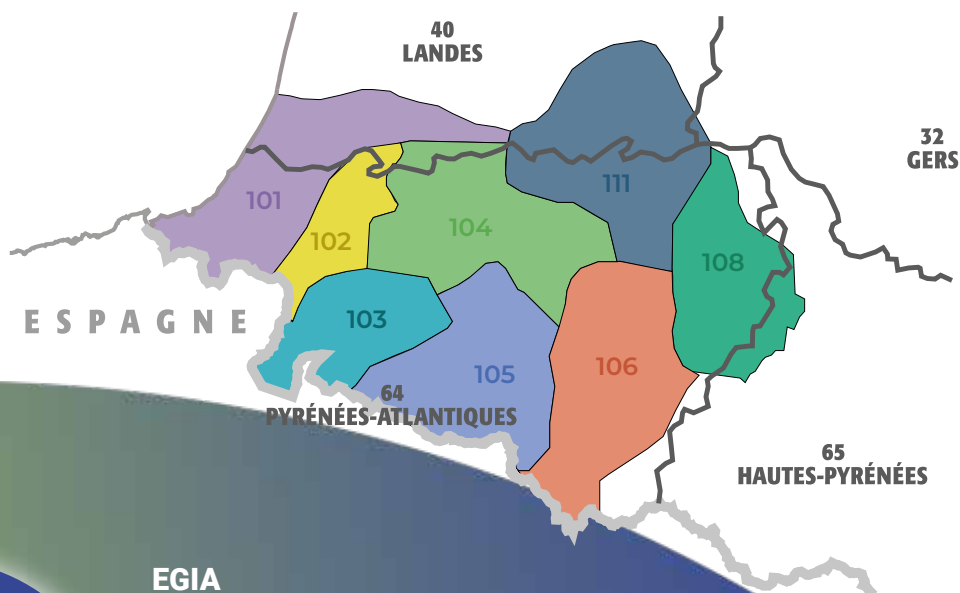 40
LANDES
32
GERS
111
101
104
102
108
ESPAGNE
103
106
105
64
PYRÉNÉES-ATLANTIQUES
65
HAUTES-PYRÉNÉES
EGIA